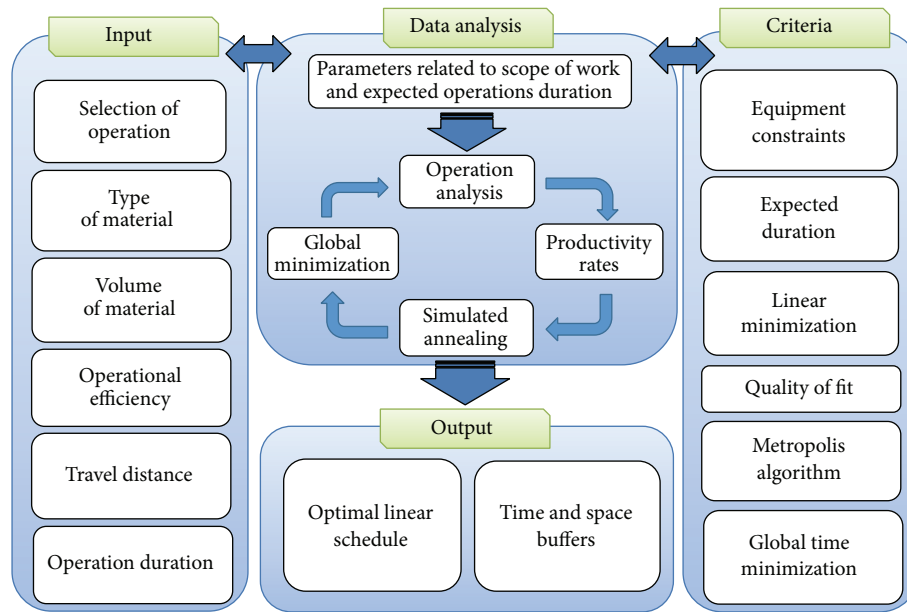 Input
Selection of
operation
Type
of material
Volume
of material
Operational
efficiency
Travel distance
Operation duration
Data analysis
Parameters related to scope of work
and expected operations duration
Operation
analysis
Global
minimization
Productivity
rates
Simulated
annealing
Output
Optimal linear
schedule
Time and space
buffers
Criteria
Equipment
constraints
Expected
duration
Linear
minimization
Quality of fit
Metropolis
algorithm
Global time
minimization